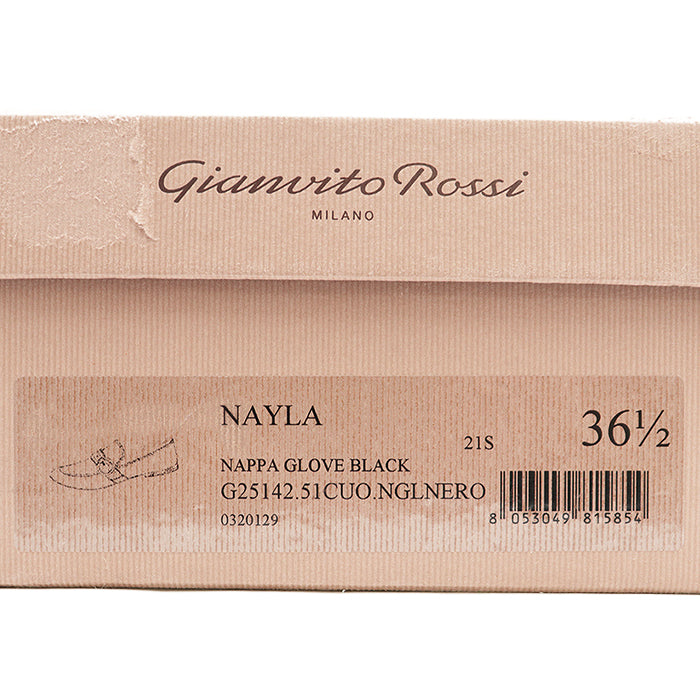 Gianvito Rossi
MILANO
NAYLA
21S
36½
NAPPA GLOVE BLACK
G25142.51CUO.NGLNERO
0320129
8 053049 815854